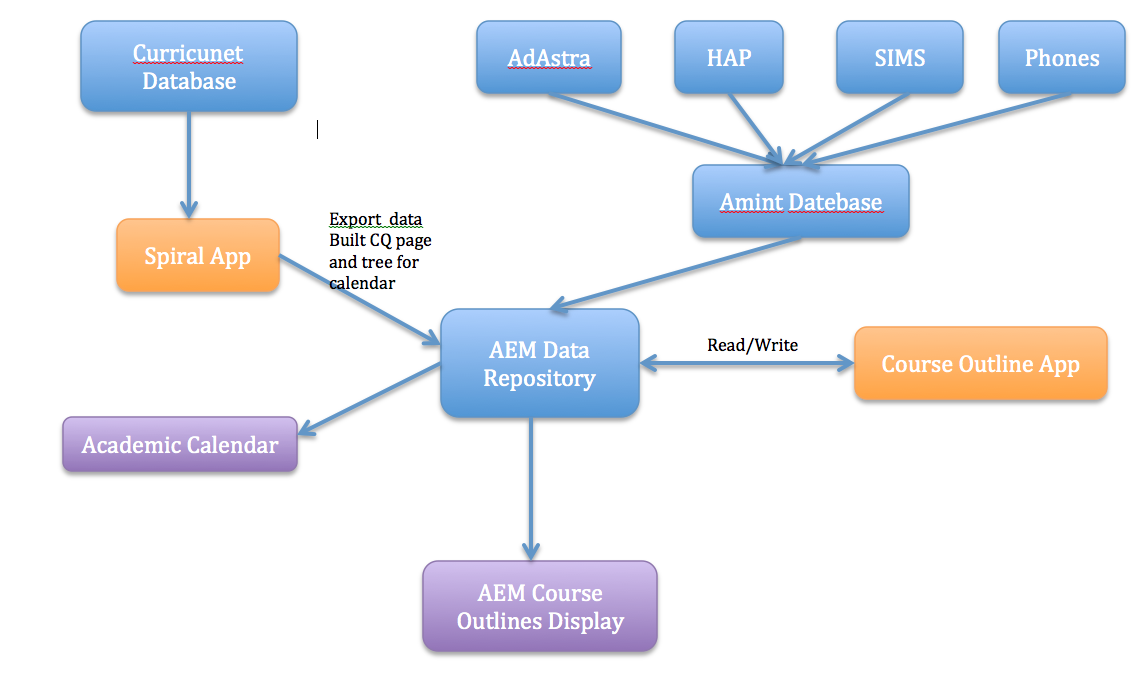 Curricunet
Database
AdAstra
HAP
SIMS
Phones
Amint Datebase
Export data
Built CQ page
and tree for
calendar
Spiral App
AEM Data
Repository
Read/Write
Course Outline App
Academic Calendar
AEM Course
Outlines Display